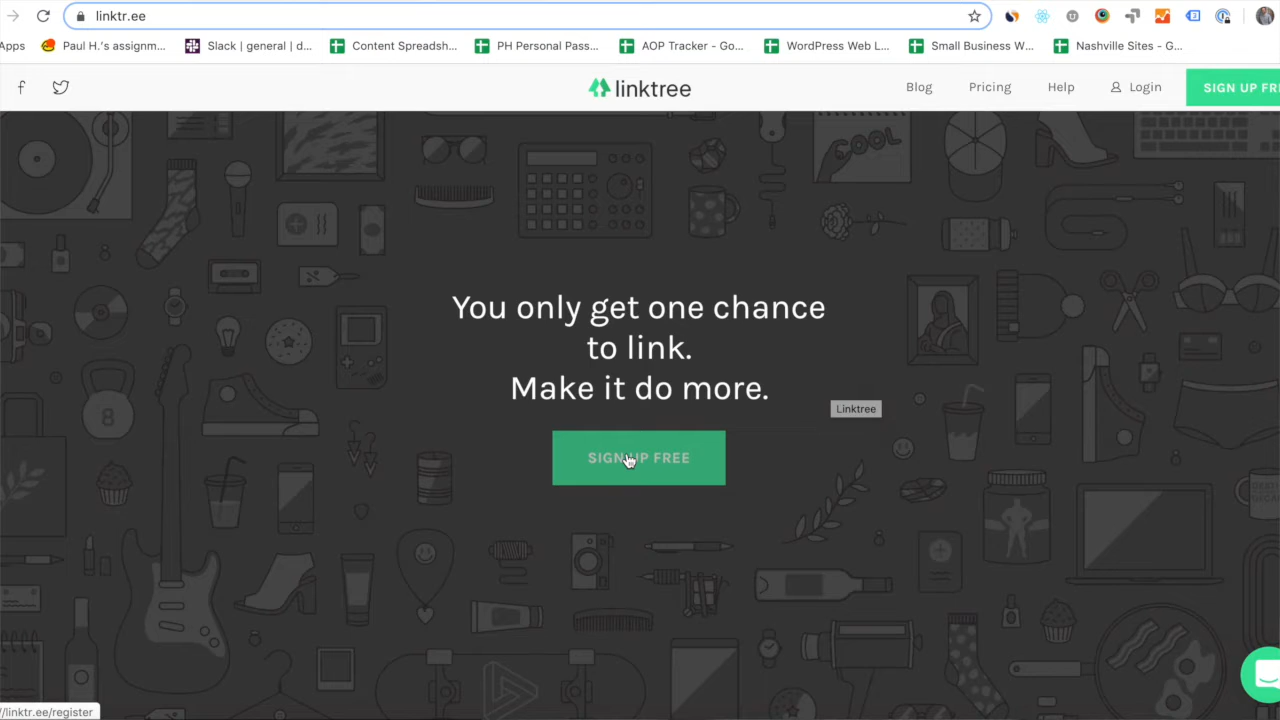 linktr.ee
Apps
Paul H.'s assignm...
Slack | general | d...
Content Spreadsh...
PH Personal Pass...
AOP Tracker - Go...
WordPress Web L...
Small Business W...
Nashville Sites - G...
linktree
Blog
Pricing
Help
Login
SIGN UP FRE
COOL
You only get one chance
to link.
Make it do more.
Linktree
SIGN UP FREE
8
//linktr.ee/register